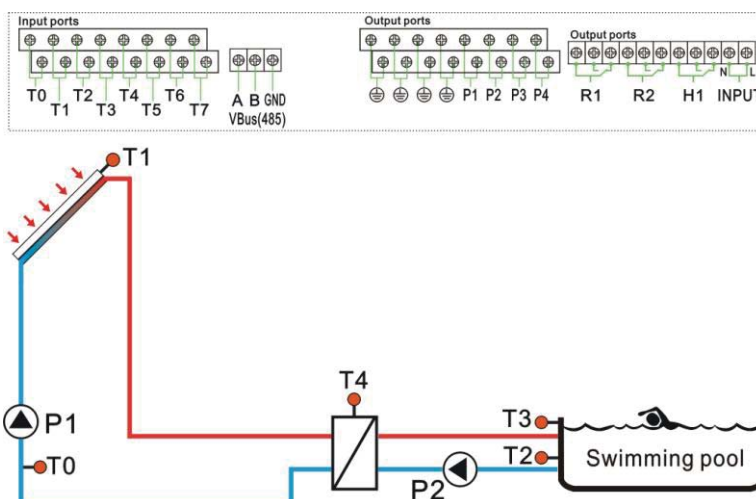 Input ports
Output ports
Output ports
T0 T1 T2 T3 T4 T5 T6 T7
A B GND
VBus(485)
P1 P2 P3 P4
N L
R1 R2 H1 INPUT
T1
T4
P1
T3
T0
T2
Swimming pool
P2